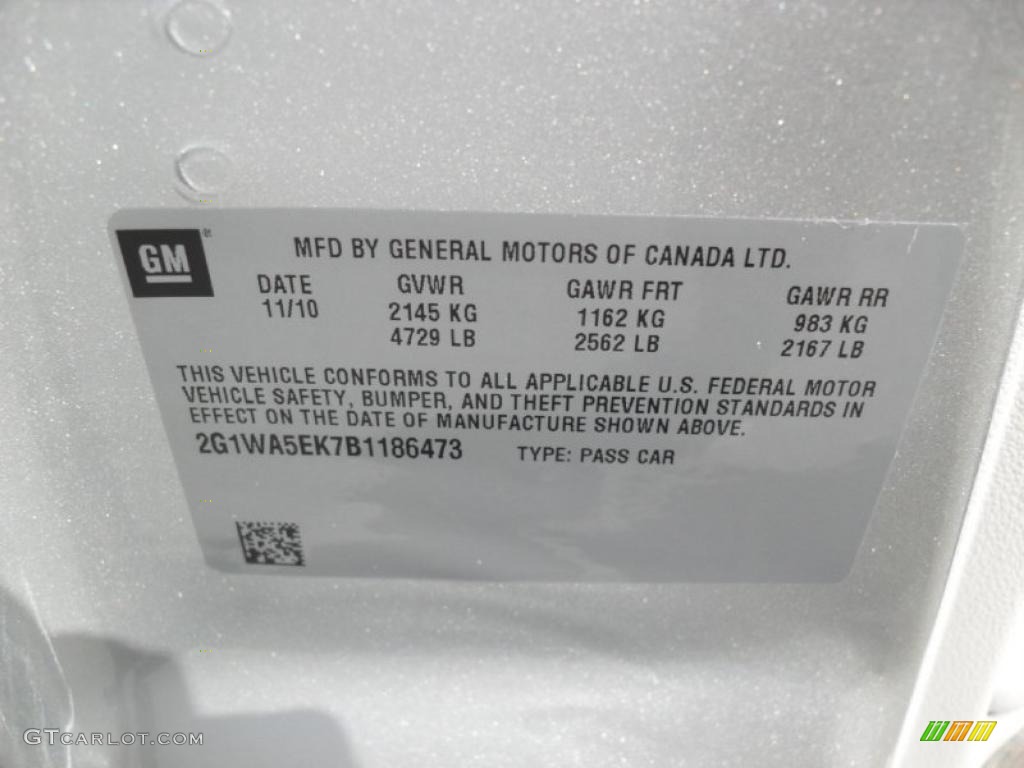 GM
MFD BY GENERAL MOTORS OF CANADA LTD.
DATE GVWR GAWR FRT GAWR RR
11/10 2145 KG 1162 KG 983 KG
4729 LB 2562 LB 2167 LB
THIS VEHICLE CONFORMS TO ALL APPLICABLE U.S. FEDERAL MOTOR
VEHICLE SAFETY, BUMPER, AND THEFT PREVENTION STANDARDS IN
EFFECT ON THE DATE OF MANUFACTURE SHOWN ABOVE.
2G1WA5EK7B1186473 TYPE: PASS CAR
GTCARLOT.COM